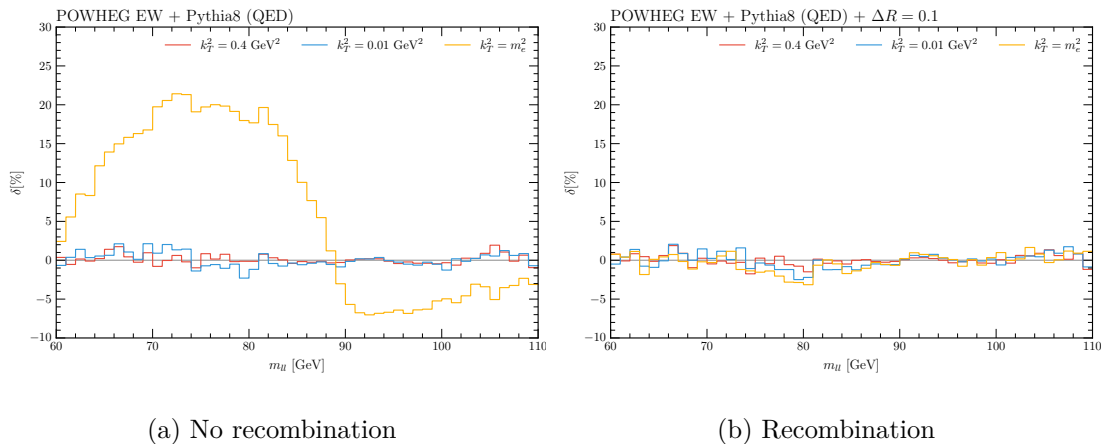 POWHEG EW + Pythia8 (QED)
k_T^2 = 0.4 GeV^2 k_T^2 = 0.01 GeV^2 k_T^2 = m_e^2
δ[%]
30
25
20
15
10
5
0
−5
−10
60 70 80 90 100 110
m_ll [GeV]
(a) No recombination
POWHEG EW + Pythia8 (QED) + ΔR = 0.1
k_T^2 = 0.4 GeV^2 k_T^2 = 0.01 GeV^2 k_T^2 = m_e^2
δ[%]
30
25
20
15
10
5
0
−5
−10
60 70 80 90 100 110
m_ll [GeV]
(b) Recombination